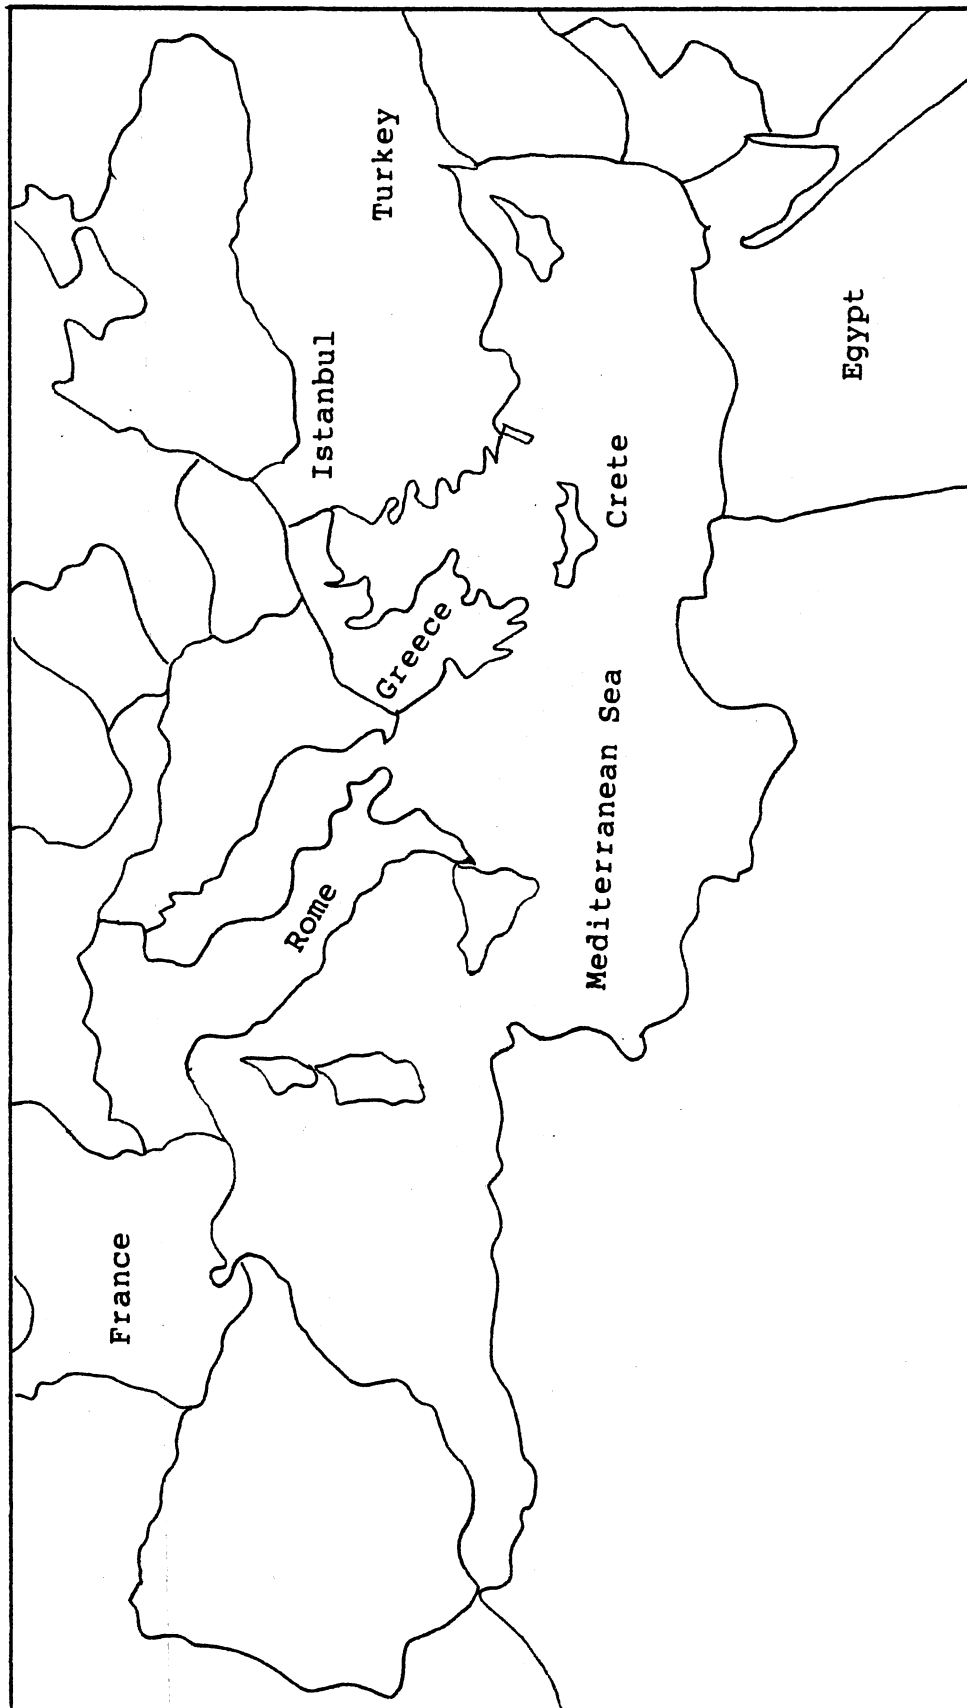 France
Rome
Greece
Istanbul
Turkey
Mediterranean Sea
Crete
Egypt